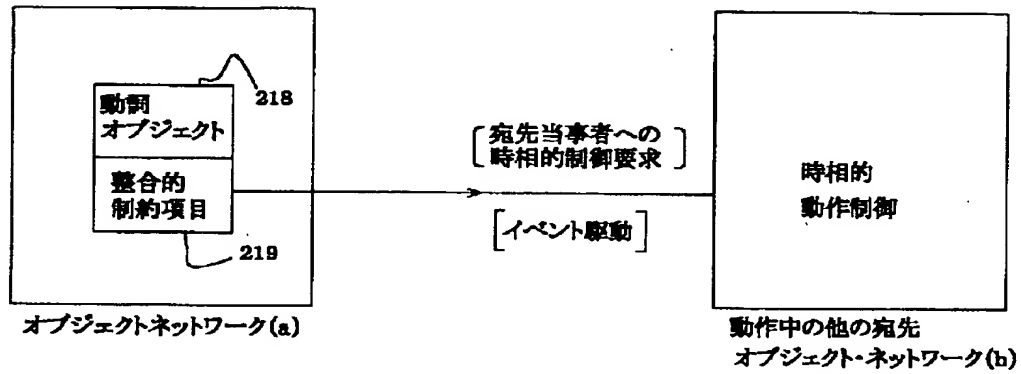 動詞
オブジェクト
218
整合的
制約項目
219
オブジェクトネットワーク(a)
宛先当事者への
時相的制御要求
イベント駆動
時相的
動作制御
動作中の他の宛先
オブジェクト・ネットワーク(b)